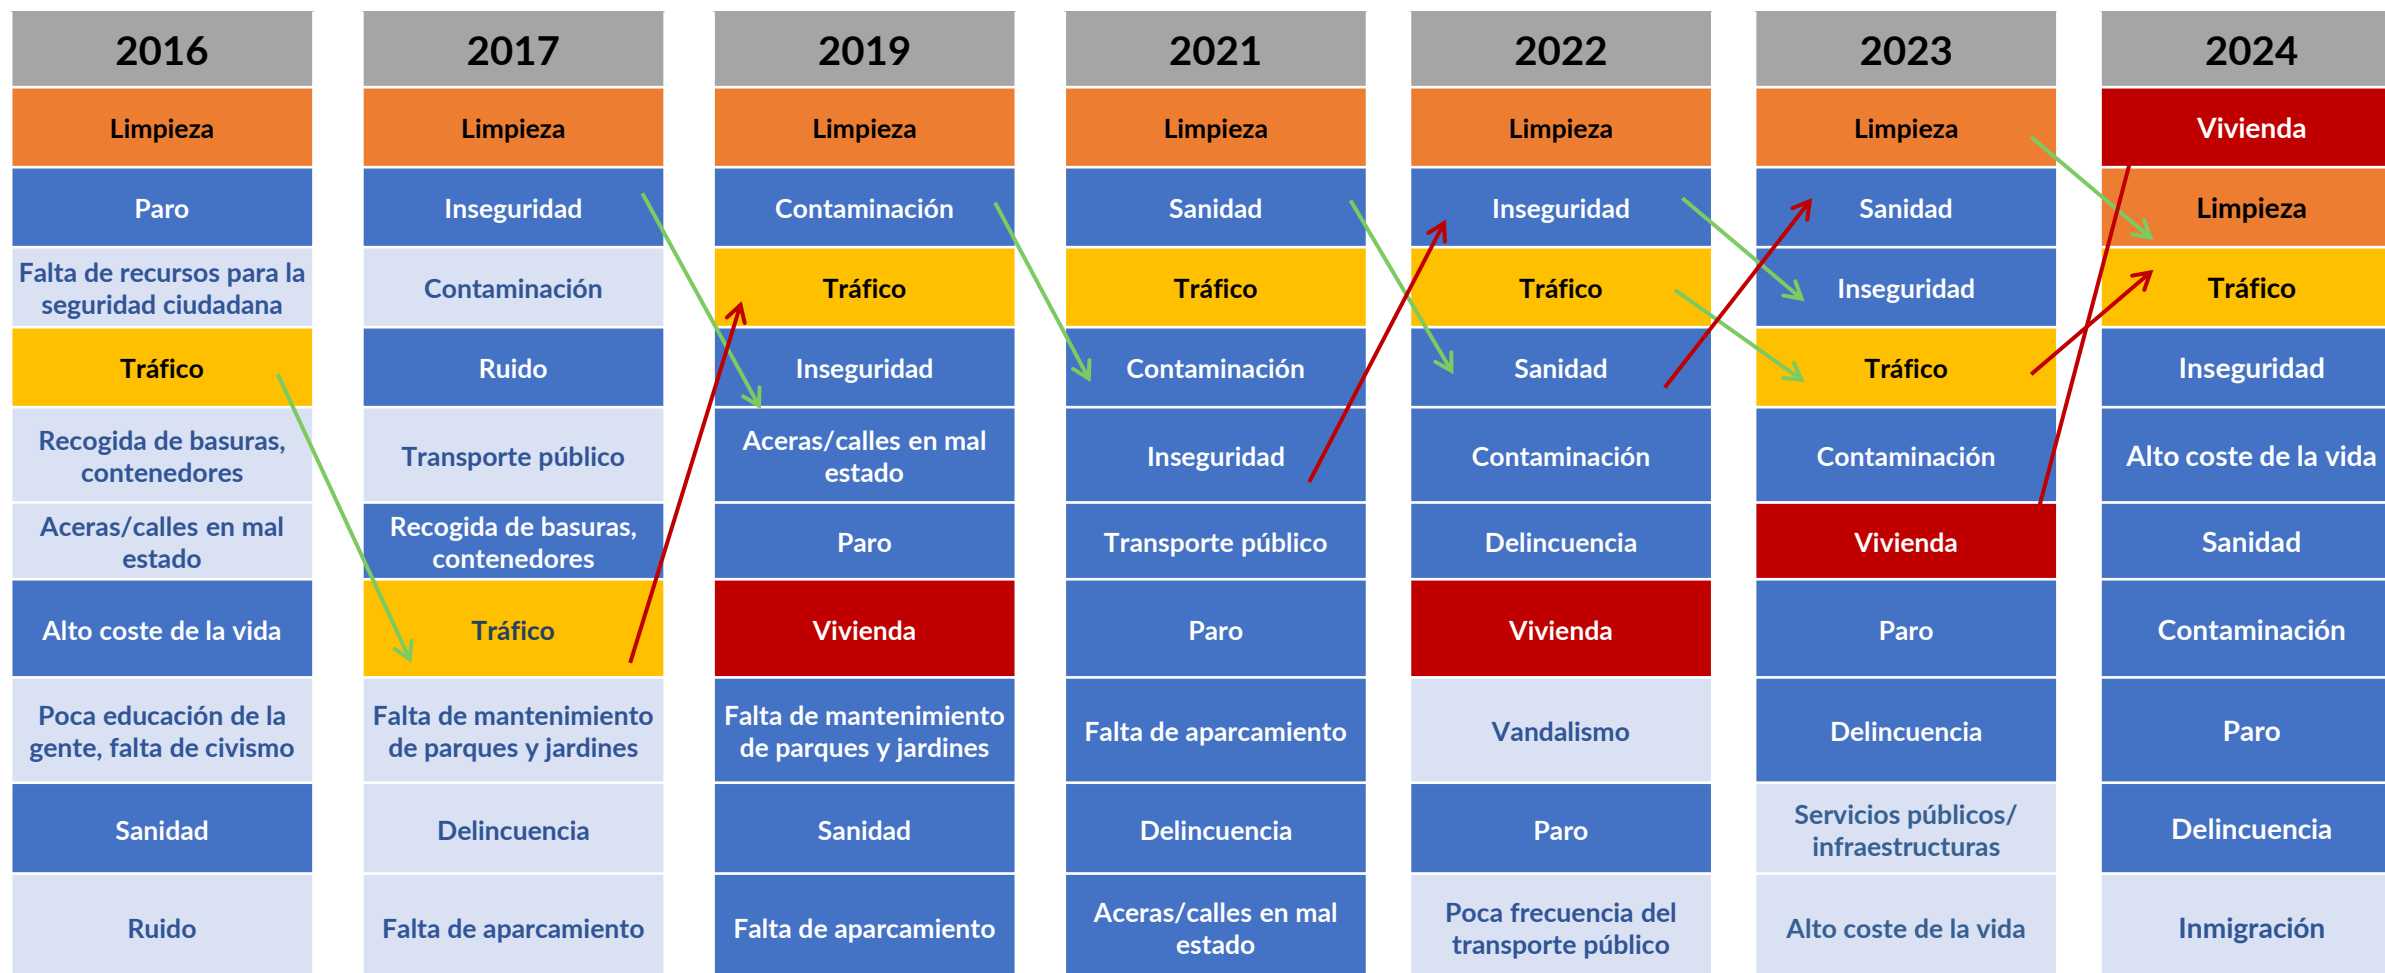 2016
Limpieza
Paro
Falta de recursos para la
seguridad ciudadana
Tráfico
Recogida de basuras,
contenedores
Aceras/calles en mal
estado
Alto coste de la vida
Poca educación de la
gente, falta de civismo
Sanidad
Ruido
2017
Limpieza
Inseguridad
Contaminación
Ruido
Transporte público
Recogida de basuras,
contenedores
Tráfico
Falta de mantenimiento
de parques y jardines
Delincuencia
Falta de aparcamiento
2019
Limpieza
Contaminación
Tráfico
Inseguridad
Aceras/calles en mal
estado
Paro
Vivienda
Falta de mantenimiento
de parques y jardines
Sanidad
Falta de aparcamiento
2021
Limpieza
Sanidad
Tráfico
Contaminación
Inseguridad
Transporte público
Paro
Falta de aparcamiento
Delincuencia
Aceras/calles en mal
estado
2022
Limpieza
Inseguridad
Tráfico
Sanidad
Contaminación
Delincuencia
Vivienda
Vandalismo
Paro
Poca frecuencia del
transporte público
2023
Limpieza
Sanidad
Inseguridad
Tráfico
Contaminación
Vivienda
Paro
Delincuencia
Servicios públicos/
infraestructuras
Alto coste de la vida
2024
Vivienda
Limpieza
Tráfico
Inseguridad
Alto coste de la vida
Sanidad
Contaminación
Paro
Delincuencia
Inmigración